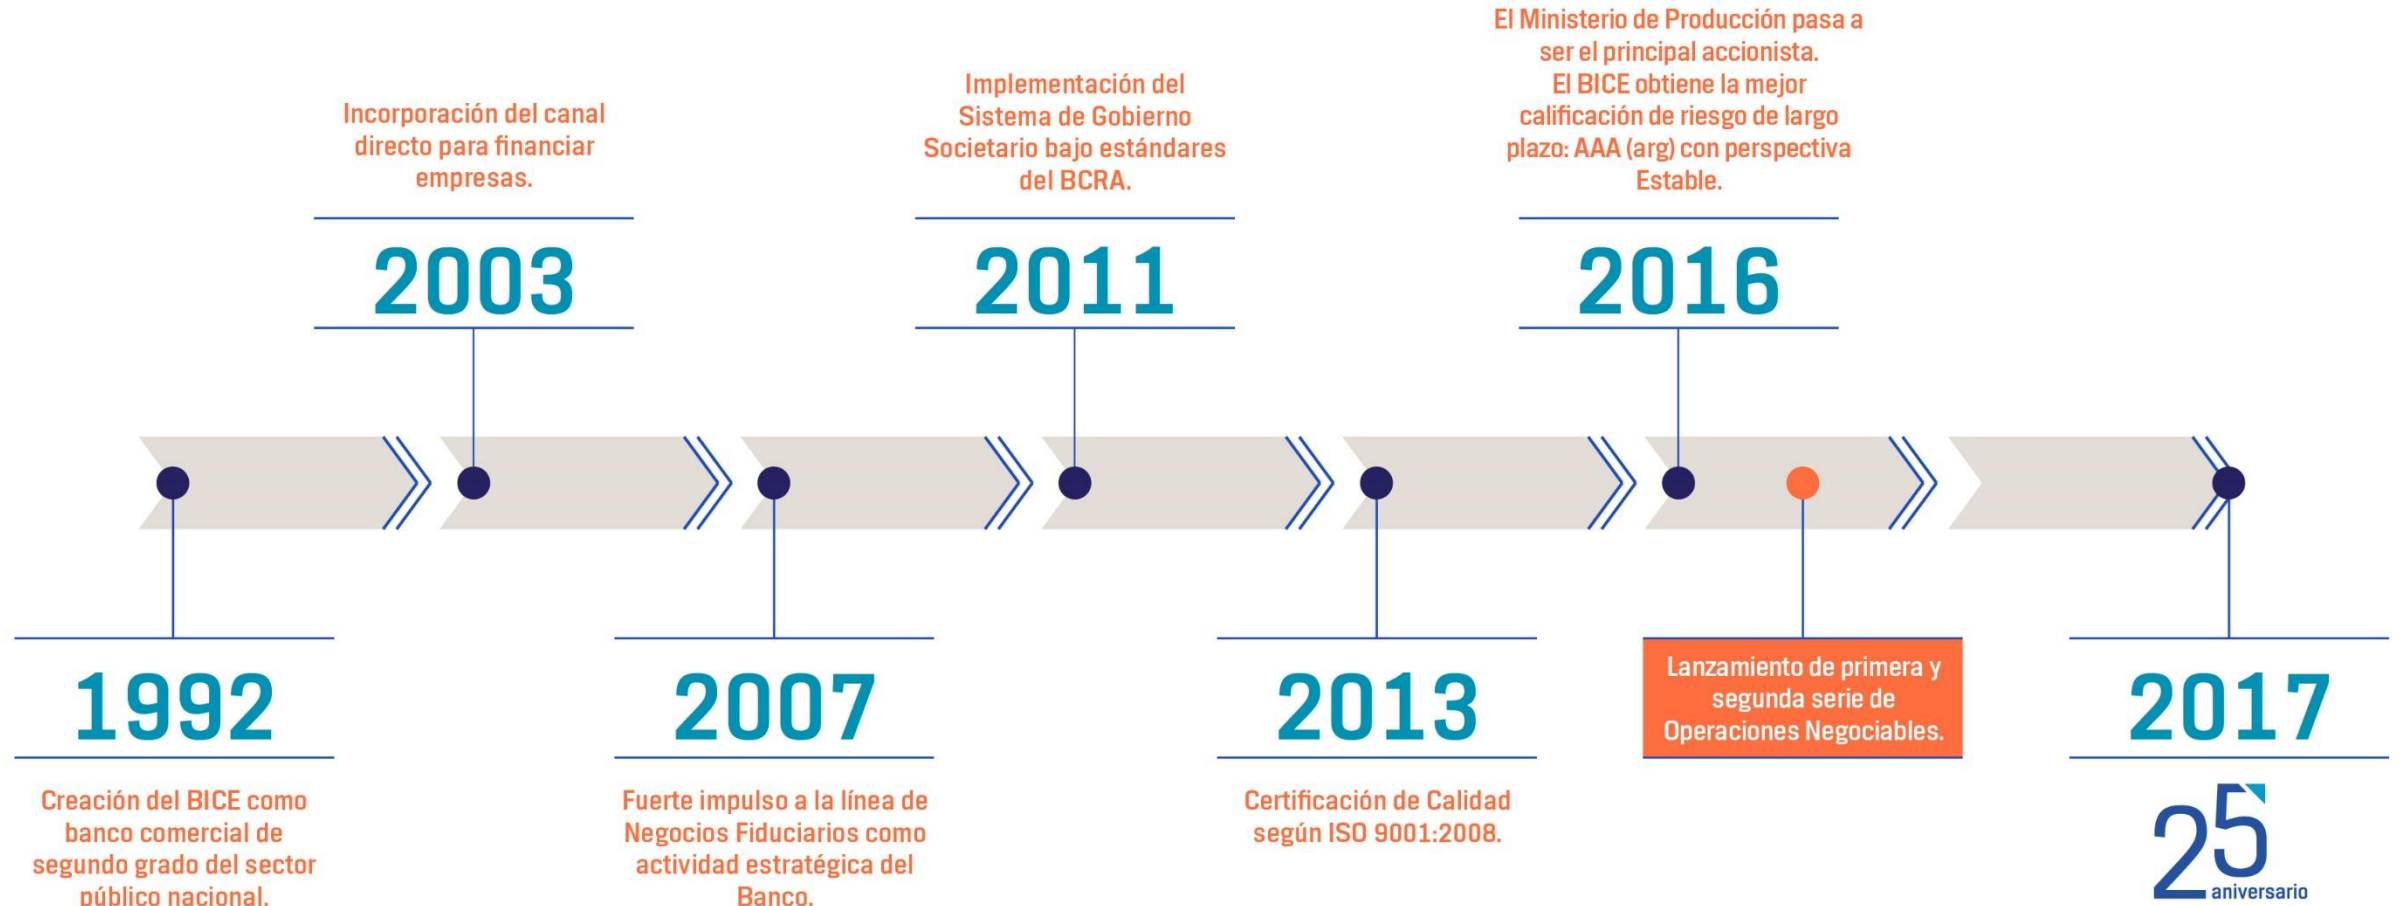 1992
Creación del BICE como
banco comercial de
segundo grado del sector
público nacional.
Incorporación del canal
directo para financiar
empresas.
2003
2007
Fuerte impulso a la línea de
Negocios Fiduciarios como
actividad estratégica del
Banco.
Implementación del
Sistema de Gobierno
Societario bajo estándares
del BCRA.
2011
2013
Certificación de Calidad
según ISO 9001:2008.
El Ministerio de Producción pasa a
ser el principal accionista.
El BICE obtiene la mejor
calificación de riesgo de largo
plazo: AAA (arg) con perspectiva
Estable.
2016
Lanzamiento de primera y
segunda serie de
Operaciones Negociables.
2017
25
aniversario